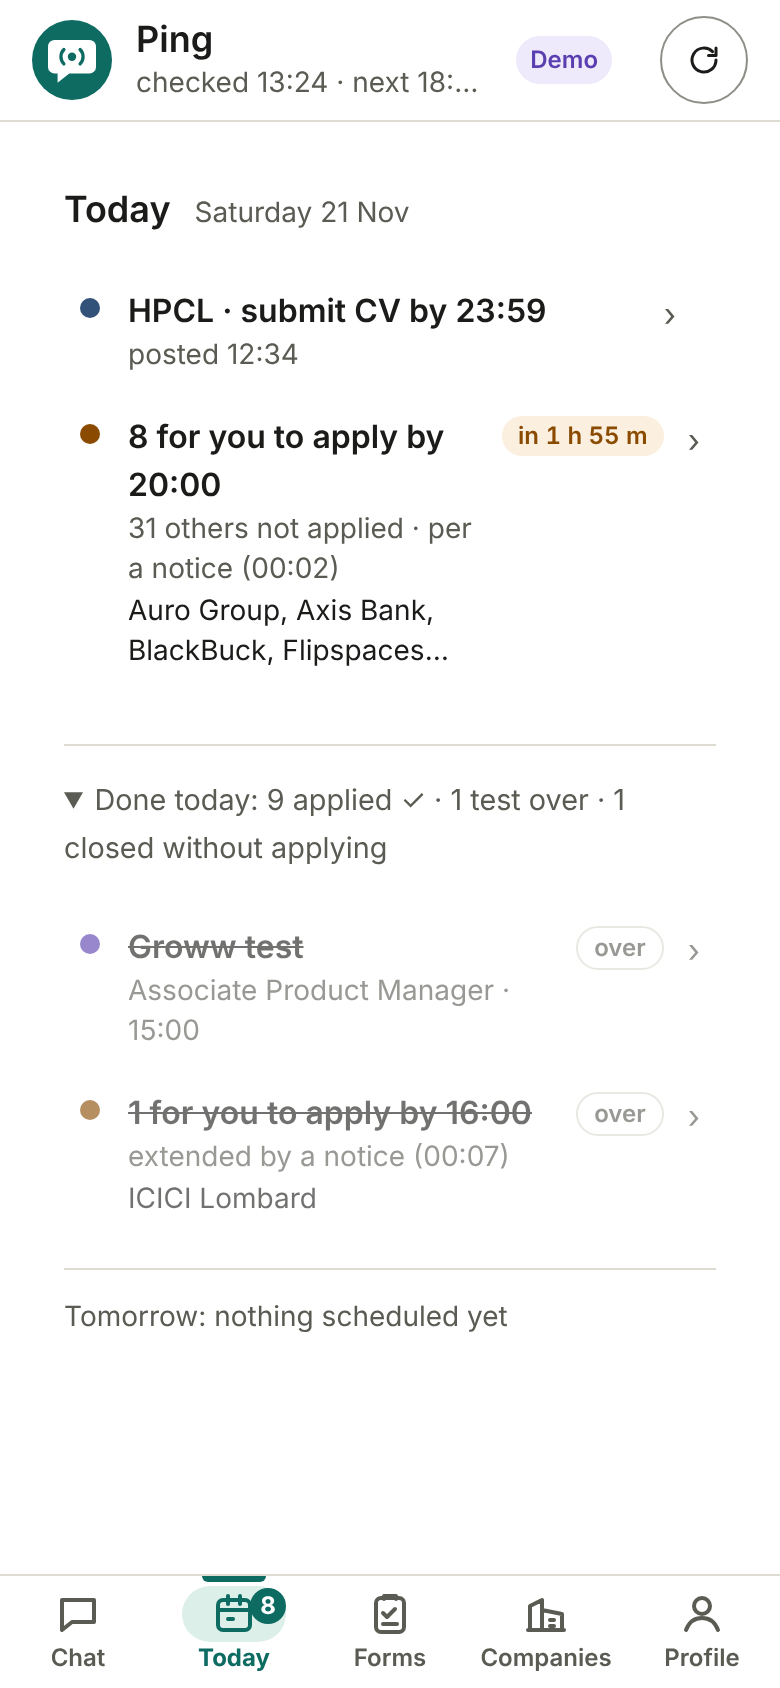 Ping
checked 13:24 · next 18:...
Demo
Today Saturday 21 Nov
HPCL · submit CV by 23:59 ›
posted 12:34
8 for you to apply by
20:00
in 1 h 55 m ›
31 others not applied · per
a notice (00:02)
Auro Group, Axis Bank,
BlackBuck, Flipspaces...
▼ Done today: 9 applied ✓ · 1 test over · 1
closed without applying
Groww test over ›
Associate Product Manager ·
15:00
1 for you to apply by 16:00 over ›
extended by a notice (00:07)
ICICI Lombard
Tomorrow: nothing scheduled yet
8
Chat Today Forms Companies Profile